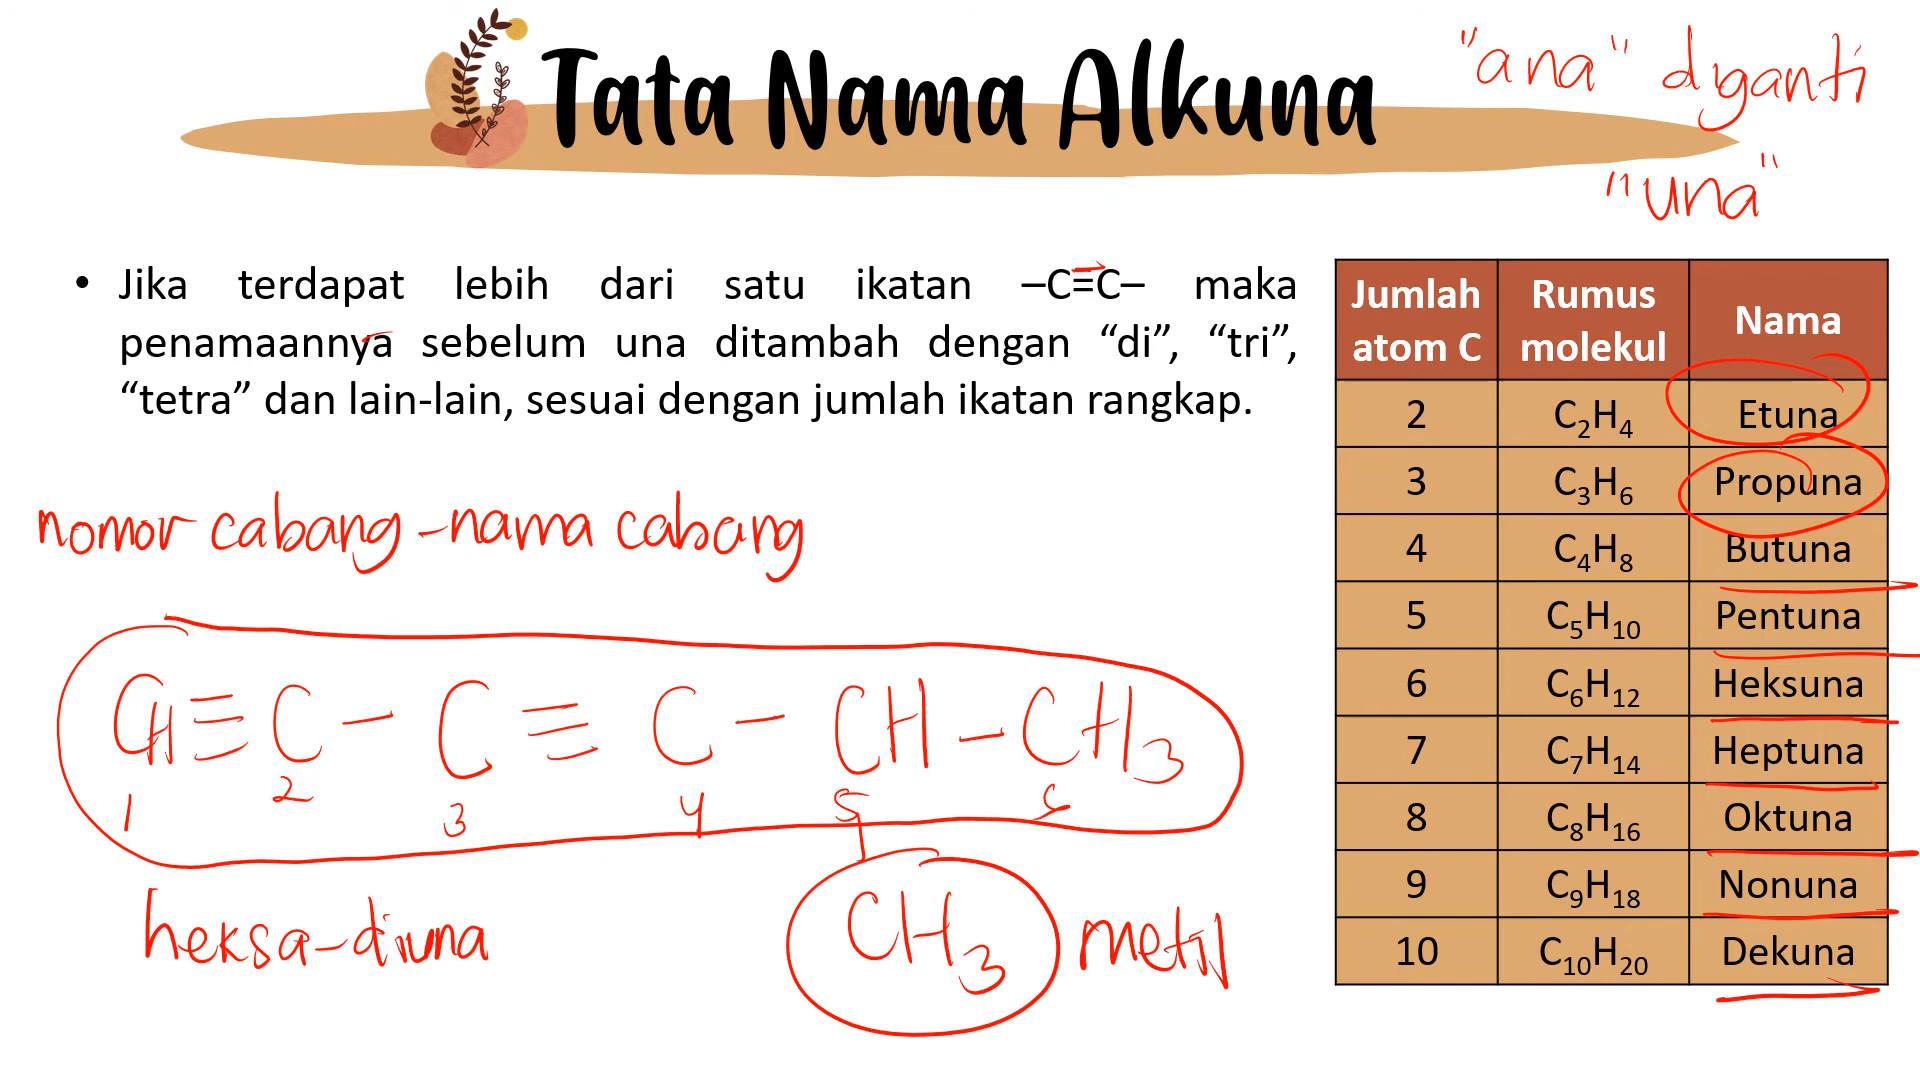 Tata Nama Alkuna
"ana" diganti
"una"
• Jika terdapat lebih dari satu ikatan –C≡C– maka
penamaannya sebelum una ditambah dengan “di”, “tri”,
“tetra” dan lain-lain, sesuai dengan jumlah ikatan rangkap.
nomor cabang - nama cabang
CH ≡ C – C ≡ C – CH – CH₃
1 2 3 4 5 6
CH₃ metil
heksa-diuna
Jumlah atom C Rumus molekul Nama
2 C₂H₄ Etuna
3 C₃H₆ Propuna
4 C₄H₈ Butuna
5 C₅H₁₀ Pentuna
6 C₆H₁₂ Heksuna
7 C₇H₁₄ Heptuna
8 C₈H₁₆ Oktuna
9 C₉H₁₈ Nonuna
10 C₁₀H₂₀ Dekuna